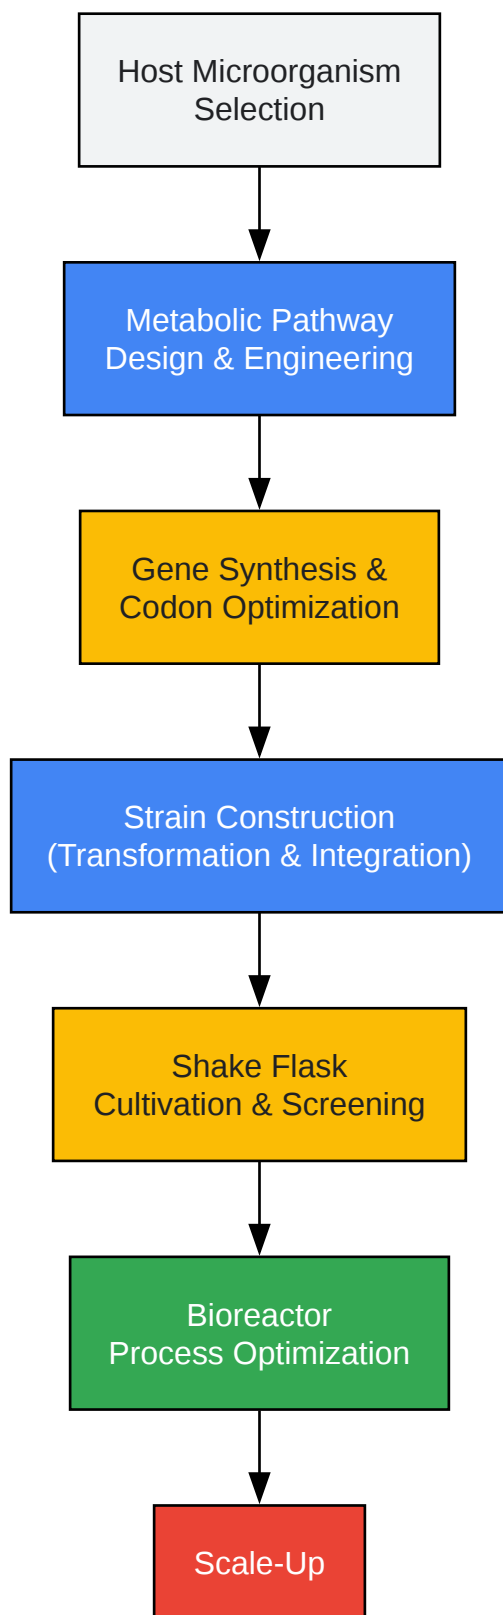 Host Microorganism
Selection
Metabolic Pathway
Design & Engineering
Gene Synthesis &
Codon Optimization
Strain Construction
(Transformation & Integration)
Shake Flask
Cultivation & Screening
Bioreactor
Process Optimization
Scale-Up